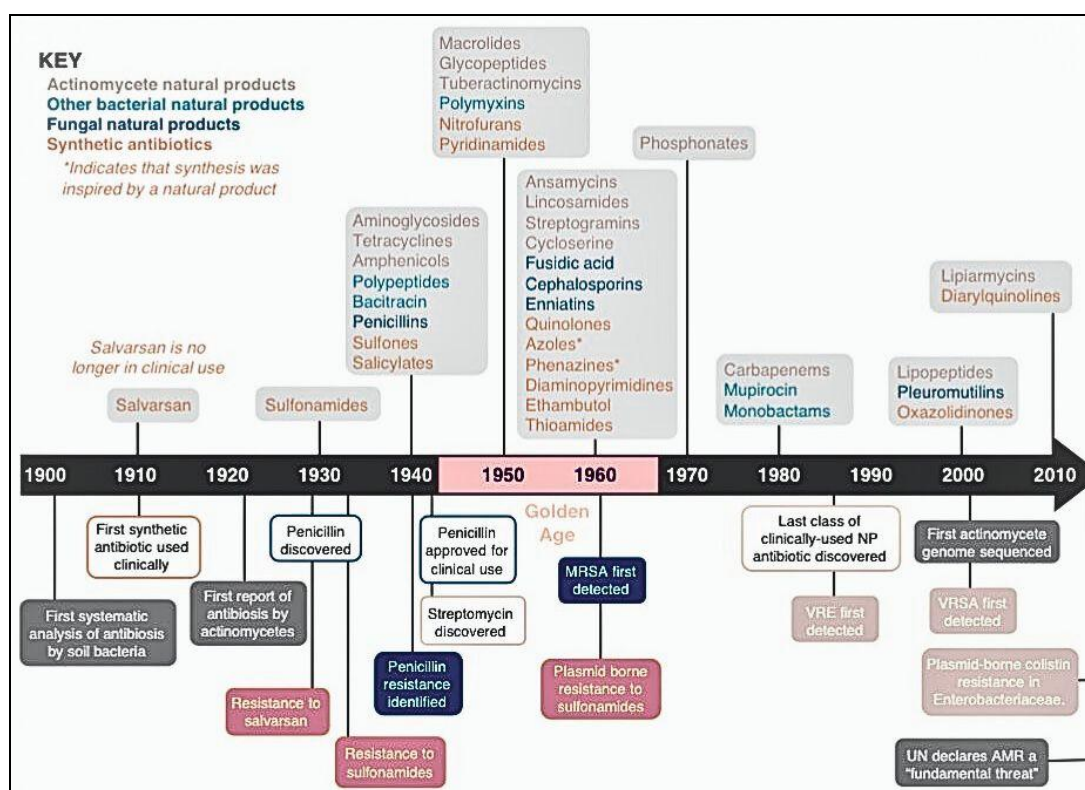 KEY
Actinomycete natural products
Other bacterial natural products
Fungal natural products
Synthetic antibiotics
*Indicates that synthesis was
inspired by a natural product
Macrolides
Glycopeptides
Tuberactinomycins
Polymyxins
Nitrofurans
Pyridinamides
Phosphonates
Aminoglycosides
Tetracyclines
Amphenicols
Polypeptides
Bacitracin
Penicillins
Sulfones
Salicylates
Ansamycins
Lincosamides
Streptogramins
Cycloserine
Fusidic acid
Cephalosporins
Enniatins
Quinolones
Azoles*
Phenazines*
Diaminopyrimidines
Ethambutol
Thioamides
Lipiarmycins
Diarylquinolines
Salvarsan is no
longer in clinical use
Salvarsan
Sulfonamides
Carbapenems
Mupirocin
Monobactams
Lipopeptides
Pleuromutilins
Oxazolidinones
1900 1910 1920 1930 1940 1950 1960 1970 1980 1990 2000 2010
Golden
Age
First synthetic
antibiotic used
clinically
Penicillin
discovered
Penicillin
approved for
clinical use
MRSA first
detected
Last class of
clinically-used NP
antibiotic discovered
First actinomycete
genome sequenced
First systematic
analysis of antibiosis
by soil bacteria
First report of
antibiosis by
actinomycetes
Streptomycin
discovered
VRE first
detected
VRSA first
detected
Resistance to
salvarsan
Penicillin
resistance
identified
Plasmid borne
resistance to
sulfonamides
Plasmid-borne colistin
resistance in
Enterobacteriaceae.
Resistance to
sulfonamides
UN declares AMR a
"fundamental threat"